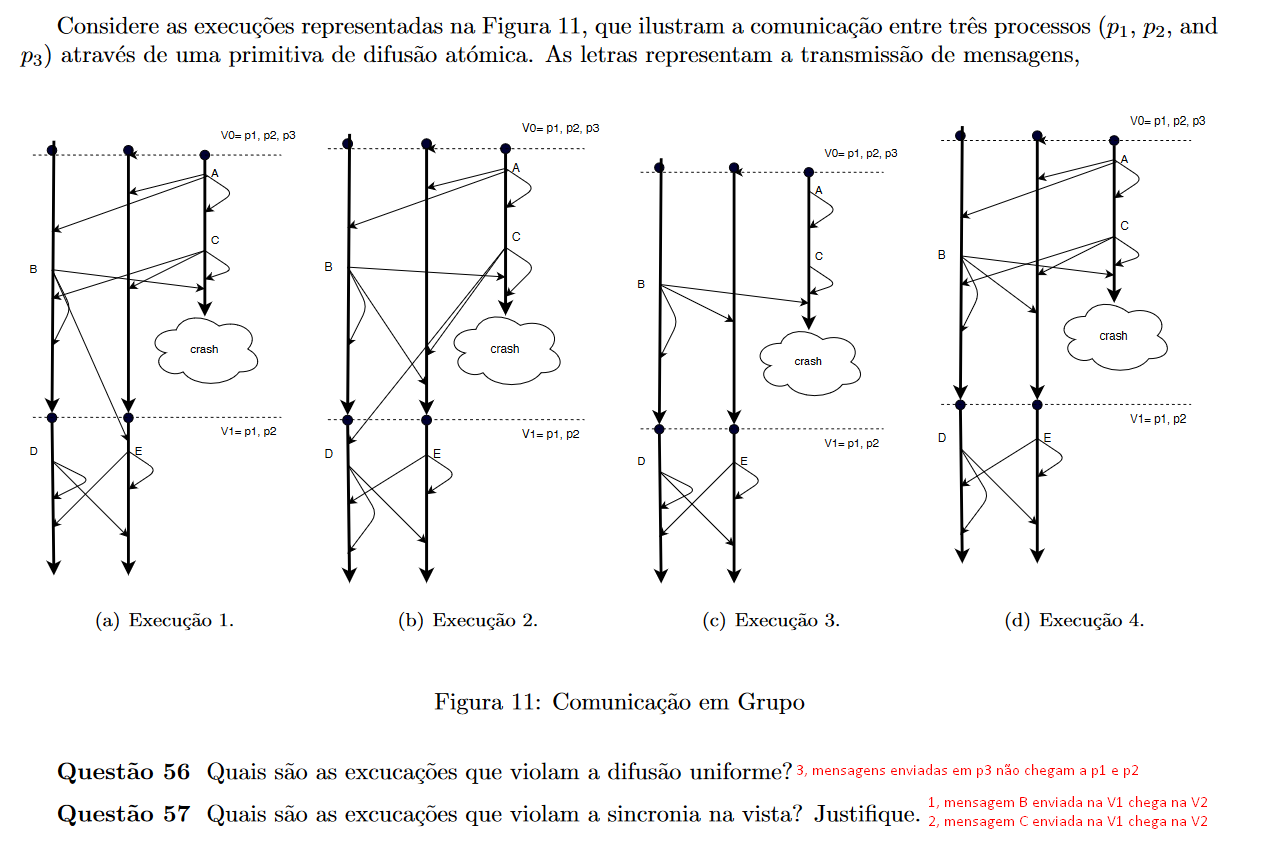 Considere as execuções representadas na Figura 11, que ilustram a comunicação entre três processos (p1, p2, and
p3) através de uma primitiva de difusão atómica. As letras representam a transmissão de mensagens,
V0= p1, p2, p3
A
C
B
crash
V1= p1, p2
D
E
(a) Execução 1.
V0= p1, p2, p3
A
C
B
crash
V1= p1, p2
D
E
(b) Execução 2.
V0= p1, p2, p3
A
C
B
crash
V1= p1, p2
D
E
(c) Execução 3.
V0= p1, p2, p3
A
C
B
crash
V1= p1, p2
D
E
(d) Execução 4.
Figura 11: Comunicação em Grupo
Questão 56 Quais são as excucações que violam a difusão uniforme? 3, mensagens enviadas em p3 não chegam a p1 e p2
Questão 57 Quais são as excucações que violam a sincronia na vista? Justifique.
1, mensagem B enviada na V1 chega na V2
2, mensagem C enviada na V1 chega na V2